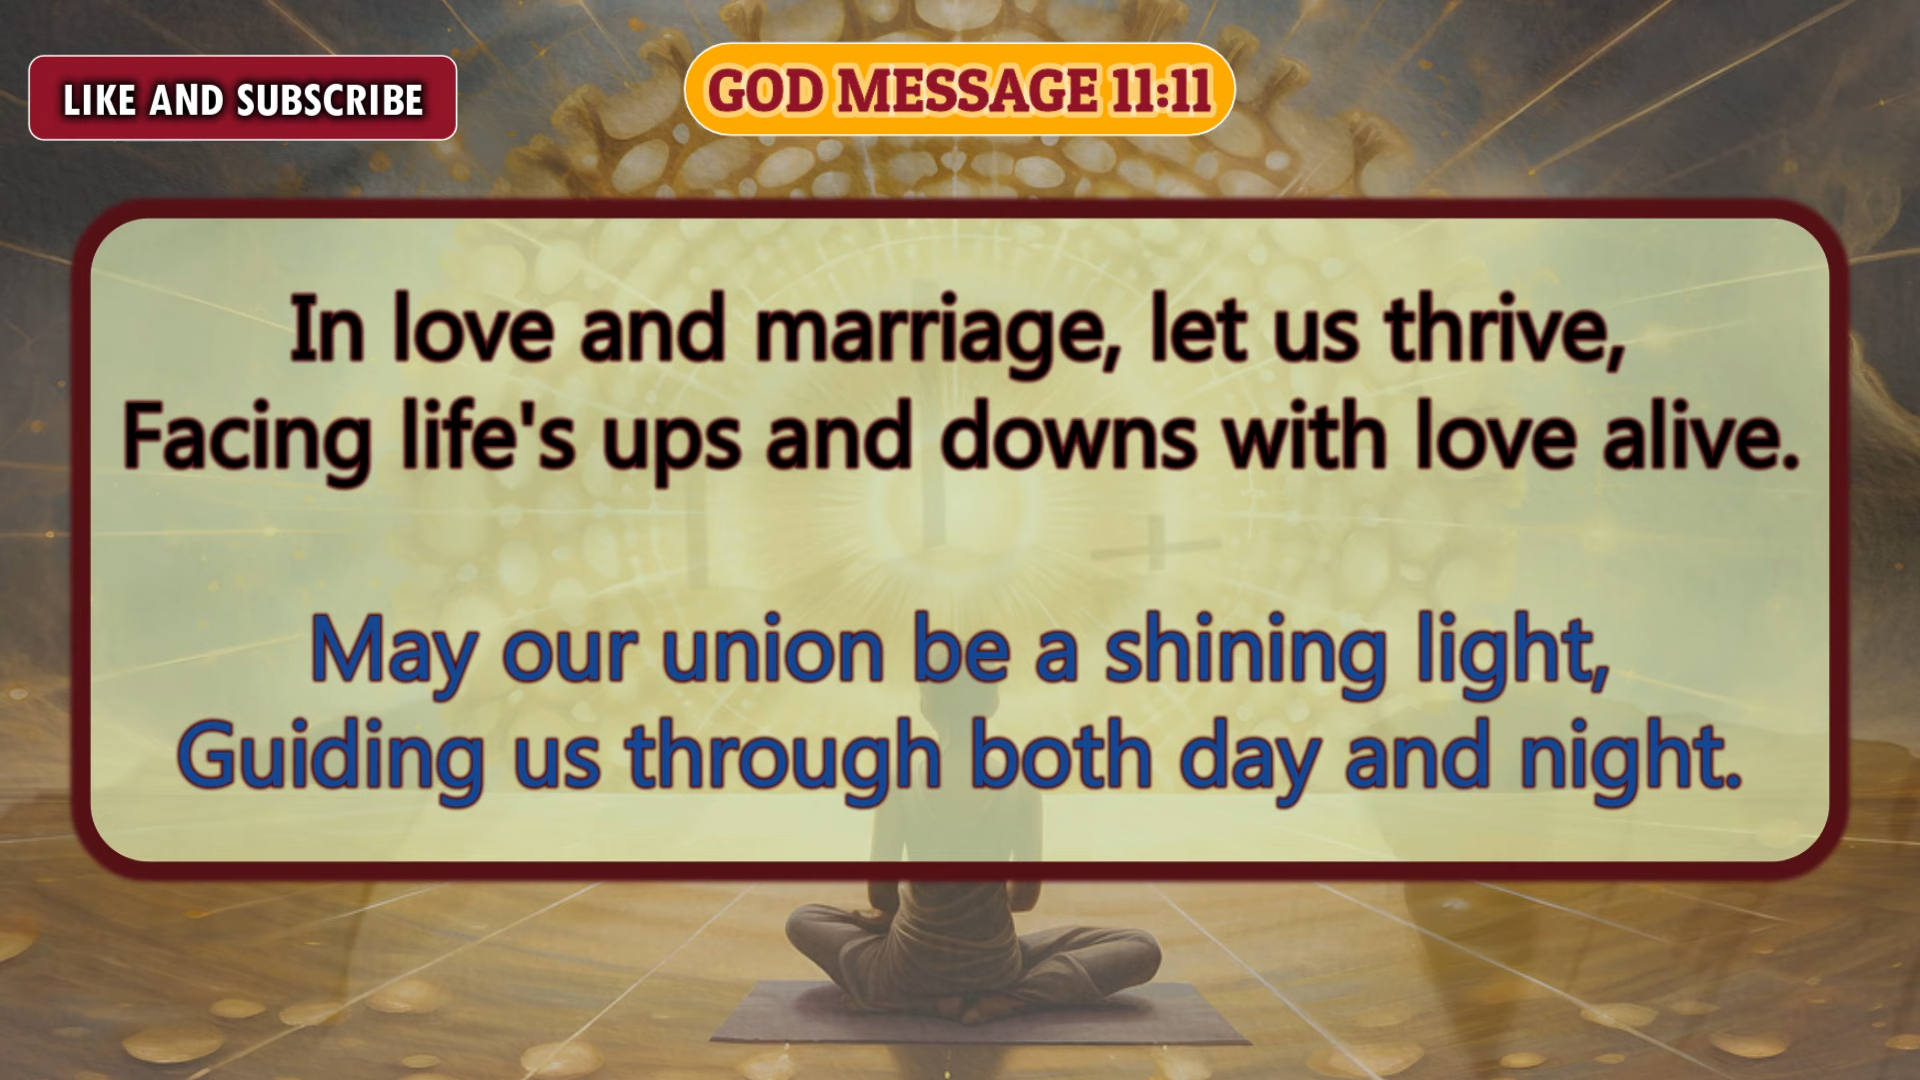 LIKE AND SUBSCRIBE
GOD MESSAGE 11:11
In love and marriage, let us thrive,
Facing life's ups and downs with love alive.
May our union be a shining light,
Guiding us through both day and night.